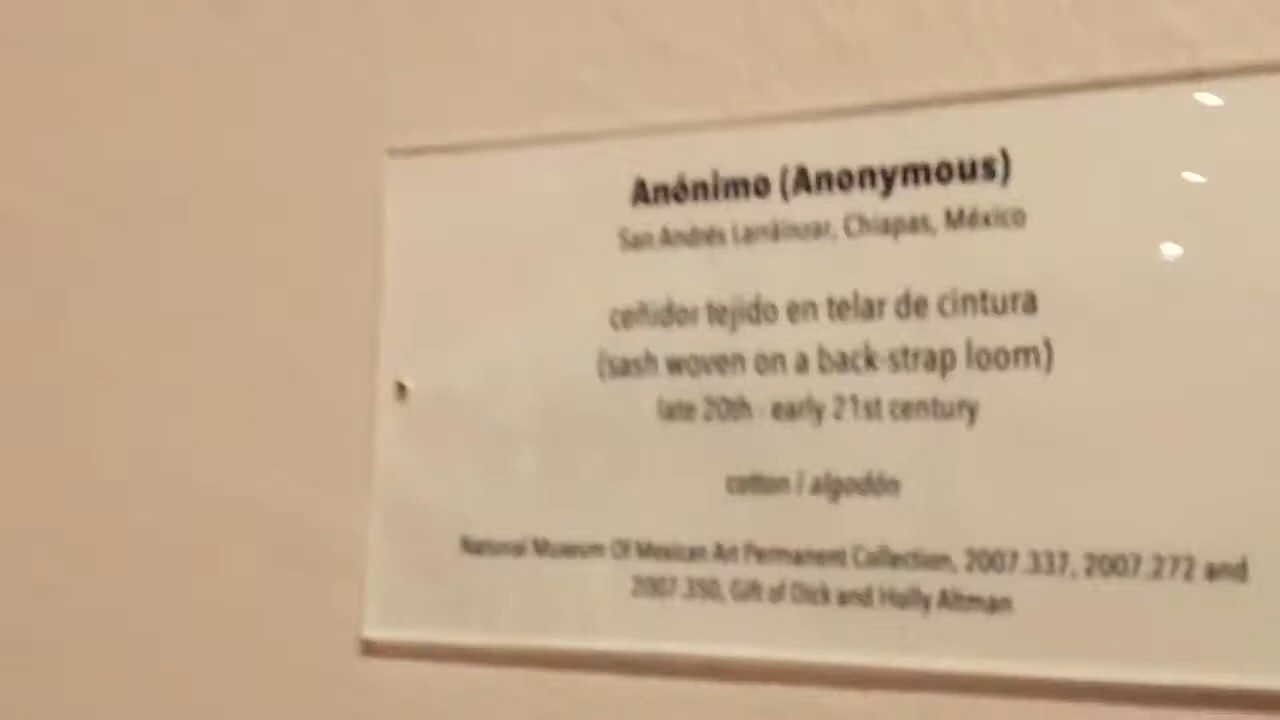 Anónimo (Anonymous)
San Andrés Larráinzar, Chiapas, México
ceñidor tejido en telar de cintura
(sash woven on a back-strap loom)
late 20th - early 21st century
cotton / algodón
National Museum Of Mexican Art Permanent Collection, 2007.337, 2007.272 and
2007.350, Gift of Dick and Holly Altman